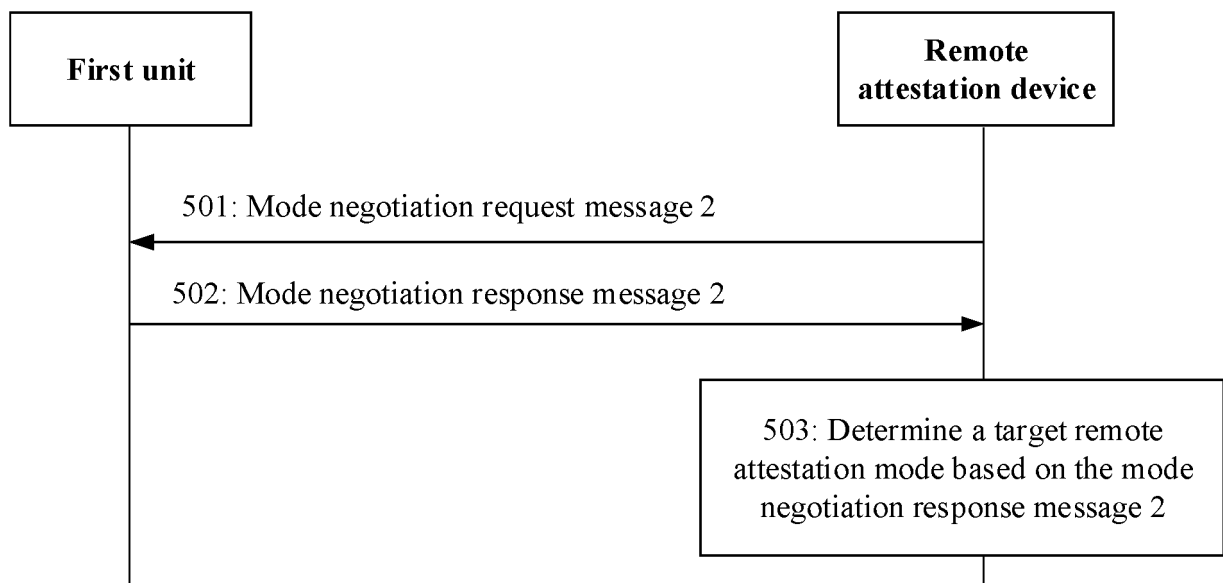 First unit
Remote
attestation device
501: Mode negotiation request message 2
502: Mode negotiation response message 2
503: Determine a target remote
attestation mode based on the mode
negotiation response message 2